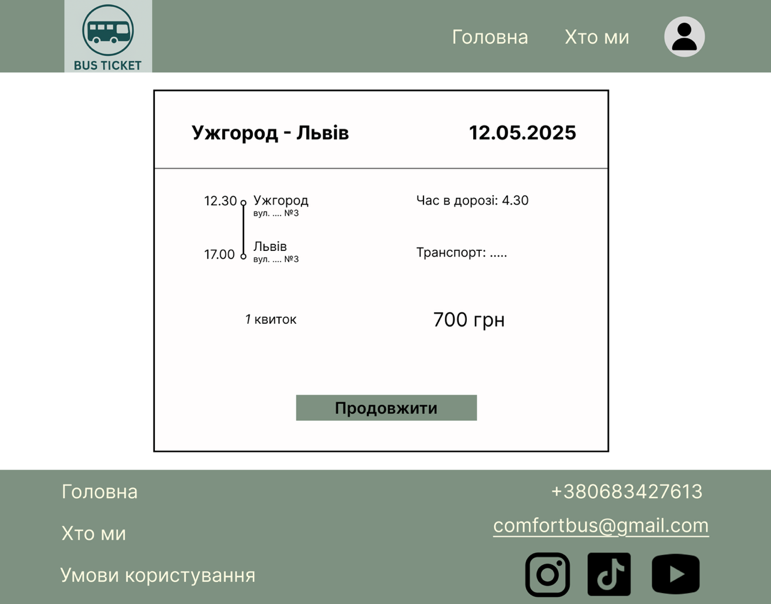 BUS TICKET
Головна
Хто ми
Ужгород - Львів
12.05.2025
12.30 Ужгород
вул. .... №3
17.00 Львів
вул. .... №3
Час в дорозі: 4.30
Транспорт: .....
1 квиток
700 грн
Продовжити
Головна
Хто ми
Умови користування
+380683427613
comfortbus@gmail.com